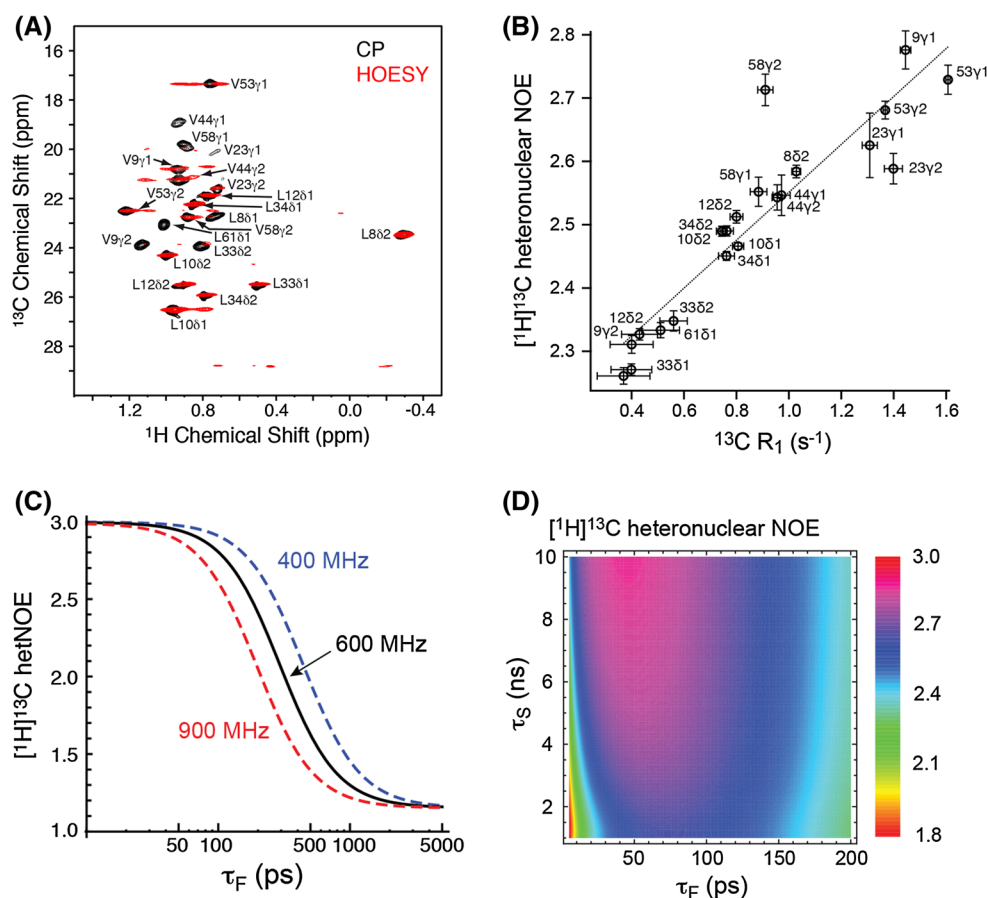 (A)
CP
HOESY
16
18
20
22
24
26
28
13C Chemical Shift (ppm)
V53γ1
V44γ1
V58γ1
V23γ1
V9γ1
V44γ2
V23γ2
V53γ2
L12δ1
L34δ1
L8δ1
V58γ2
L61δ1
L8δ2
V9γ2
L33δ2
L10δ2
L12δ2
L33δ1
L34δ2
L10δ1
1.2
0.8
0.4
0.0
-0.4
1H Chemical Shift (ppm)
(B)
2.8
2.7
2.6
2.5
2.4
2.3
[1H]13C heteronuclear NOE
9γ1
58γ2
53γ1
53γ2
23γ1
8δ2
23γ2
58γ1
12δ2
44γ1
44γ2
34δ2
10δ2
10δ1
34δ1
33δ2
12δ2
61δ1
9γ2
33δ1
0.4
0.6
0.8
1.0
1.2
1.4
1.6
13C R1 (s-1)
(C)
3.0
2.5
2.0
1.5
1.0
[1H]13C hetNOE
400 MHz
600 MHz
900 MHz
50
100
500
1000
5000
τF (ps)
(D)
[1H]13C heteronuclear NOE
10
8
6
4
2
τS (ns)
50
100
150
200
τF (ps)
3.0
2.7
2.4
2.1
1.8